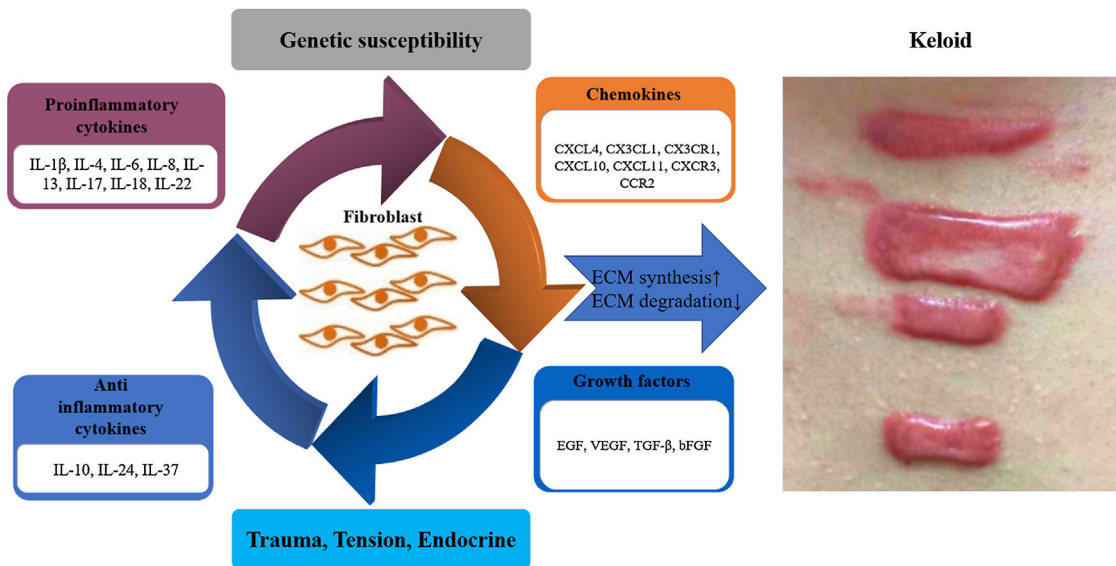 Genetic susceptibility
Keloid
Proinflammatory
cytokines
IL-1β, IL-4, IL-6, IL-8, IL-
13, IL-17, IL-18, IL-22
Chemokines
CXCL4, CX3CL1, CX3CR1,
CXCL10, CXCL11, CXCR3,
CCR2
Fibroblast
ECM synthesis↑
ECM degradation↓
Anti
inflammatory
cytokines
IL-10, IL-24, IL-37
Growth factors
EGF, VEGF, TGF-β, bFGF
Trauma, Tension, Endocrine